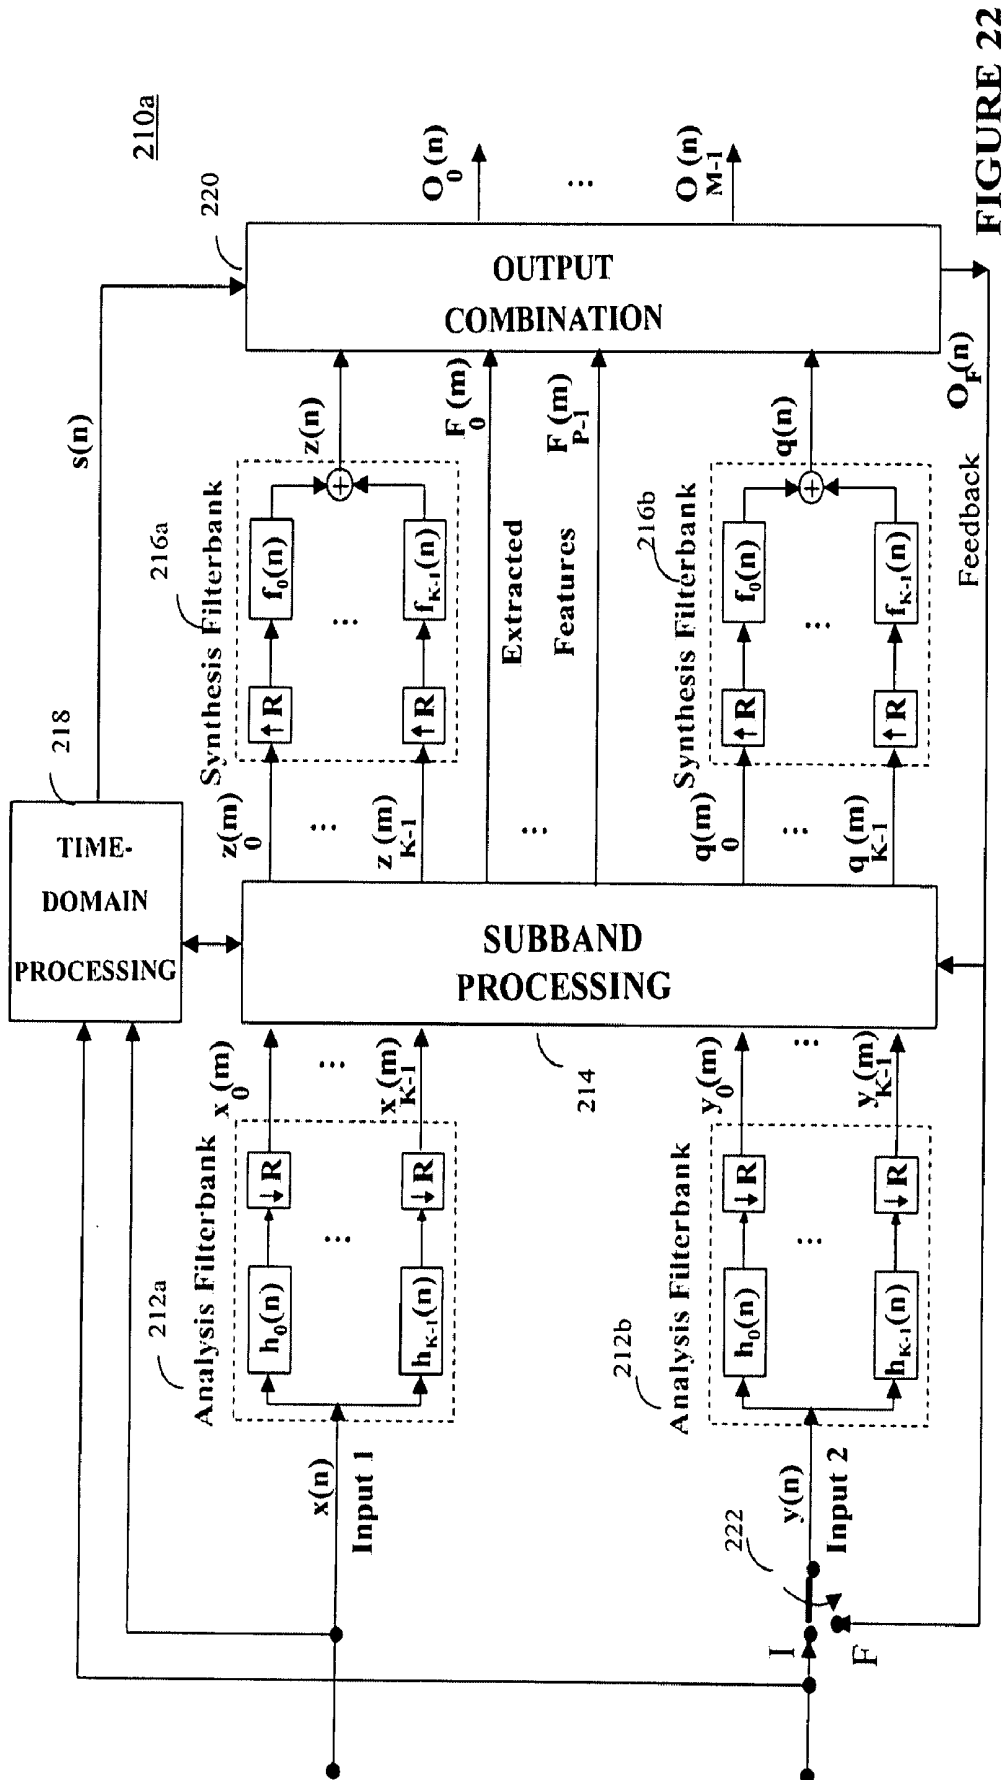 210a
218
TIME-
DOMAIN
PROCESSING
s(n)
220
212a
Analysis Filterbank
x(n)
Input 1
h0(n)
↓R
...
hK-1(n)
↓R
x0(m)
...
xK-1(m)
212b
Analysis Filterbank
222
I
F
y(n)
Input 2
h0(n)
↓R
...
hK-1(n)
↓R
y0(m)
...
yK-1(m)
214
SUBBAND
PROCESSING
z0(m)
...
zK-1(m)
216a
Synthesis Filterbank
↑R
f0(n)
...
↑R
fK-1(n)
+
z(n)
F0(m)
Extracted
...
Features
FP-1(m)
q0(m)
...
qK-1(m)
216b
Synthesis Filterbank
↑R
f0(n)
...
↑R
fK-1(n)
+
q(n)
OUTPUT
COMBINATION
O0(n)
...
OM-1(n)
Feedback
OF(n)
FIGURE 22